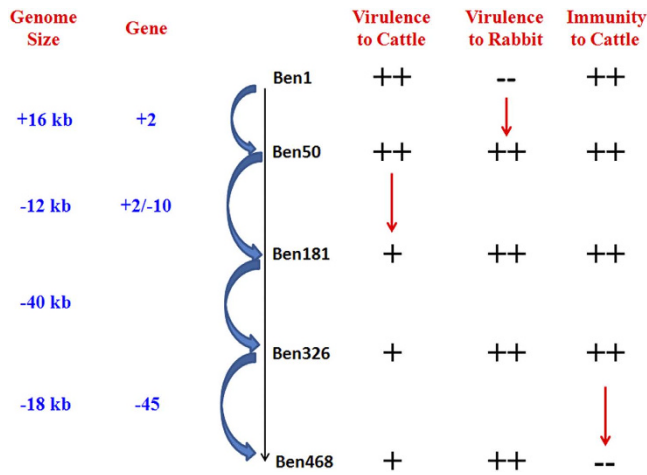 Genome Size
Gene
Virulence to Cattle
Virulence to Rabbit
Immunity to Cattle
Ben1 ++ -- ++
+16 kb +2
Ben50 ++ ++ ++
-12 kb +2/-10
Ben181 + ++ ++
-40 kb
Ben326 + ++ ++
-18 kb -45
Ben468 + ++ --